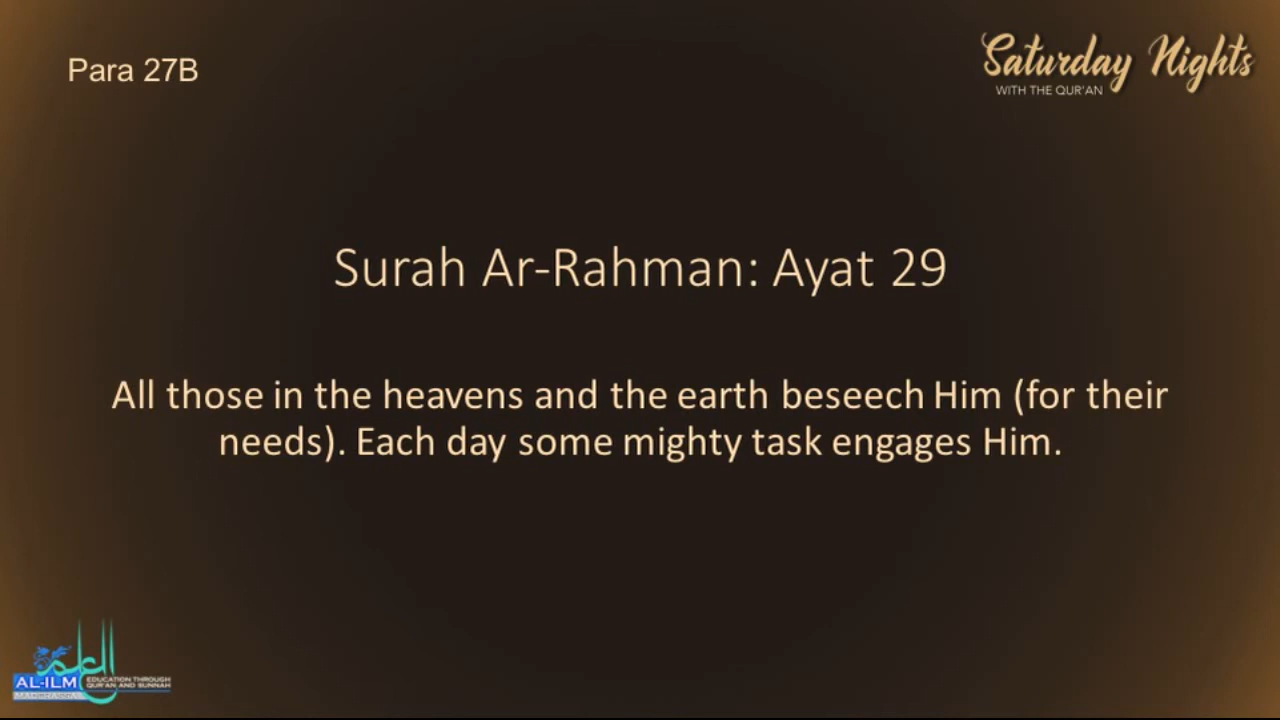 Para 27B
Saturday Nights
WITH THE QUR'AN
Surah Ar-Rahman: Ayat 29
All those in the heavens and the earth beseech Him (for their
needs). Each day some mighty task engages Him.
العلم
AL-ILM
EDUCATION THROUGH
QUR'AN AND SUNNAH